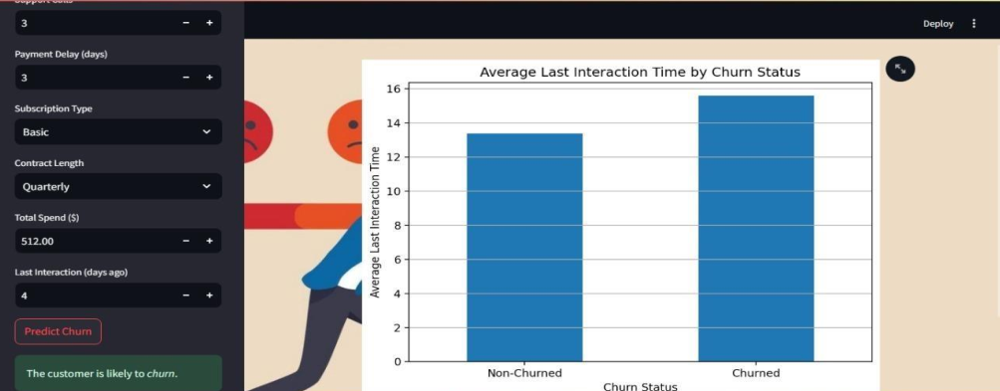 Support Calls
3
Payment Delay (days)
3
Subscription Type
Basic
Contract Length
Quarterly
Total Spend ($)
512.00
Last Interaction (days ago)
4
Predict Churn
The customer is likely to churn.
Deploy
Average Last Interaction Time by Churn Status
Average Last Interaction Time
16
14
12
10
8
6
4
2
0
Non-Churned
Churned
Churn Status